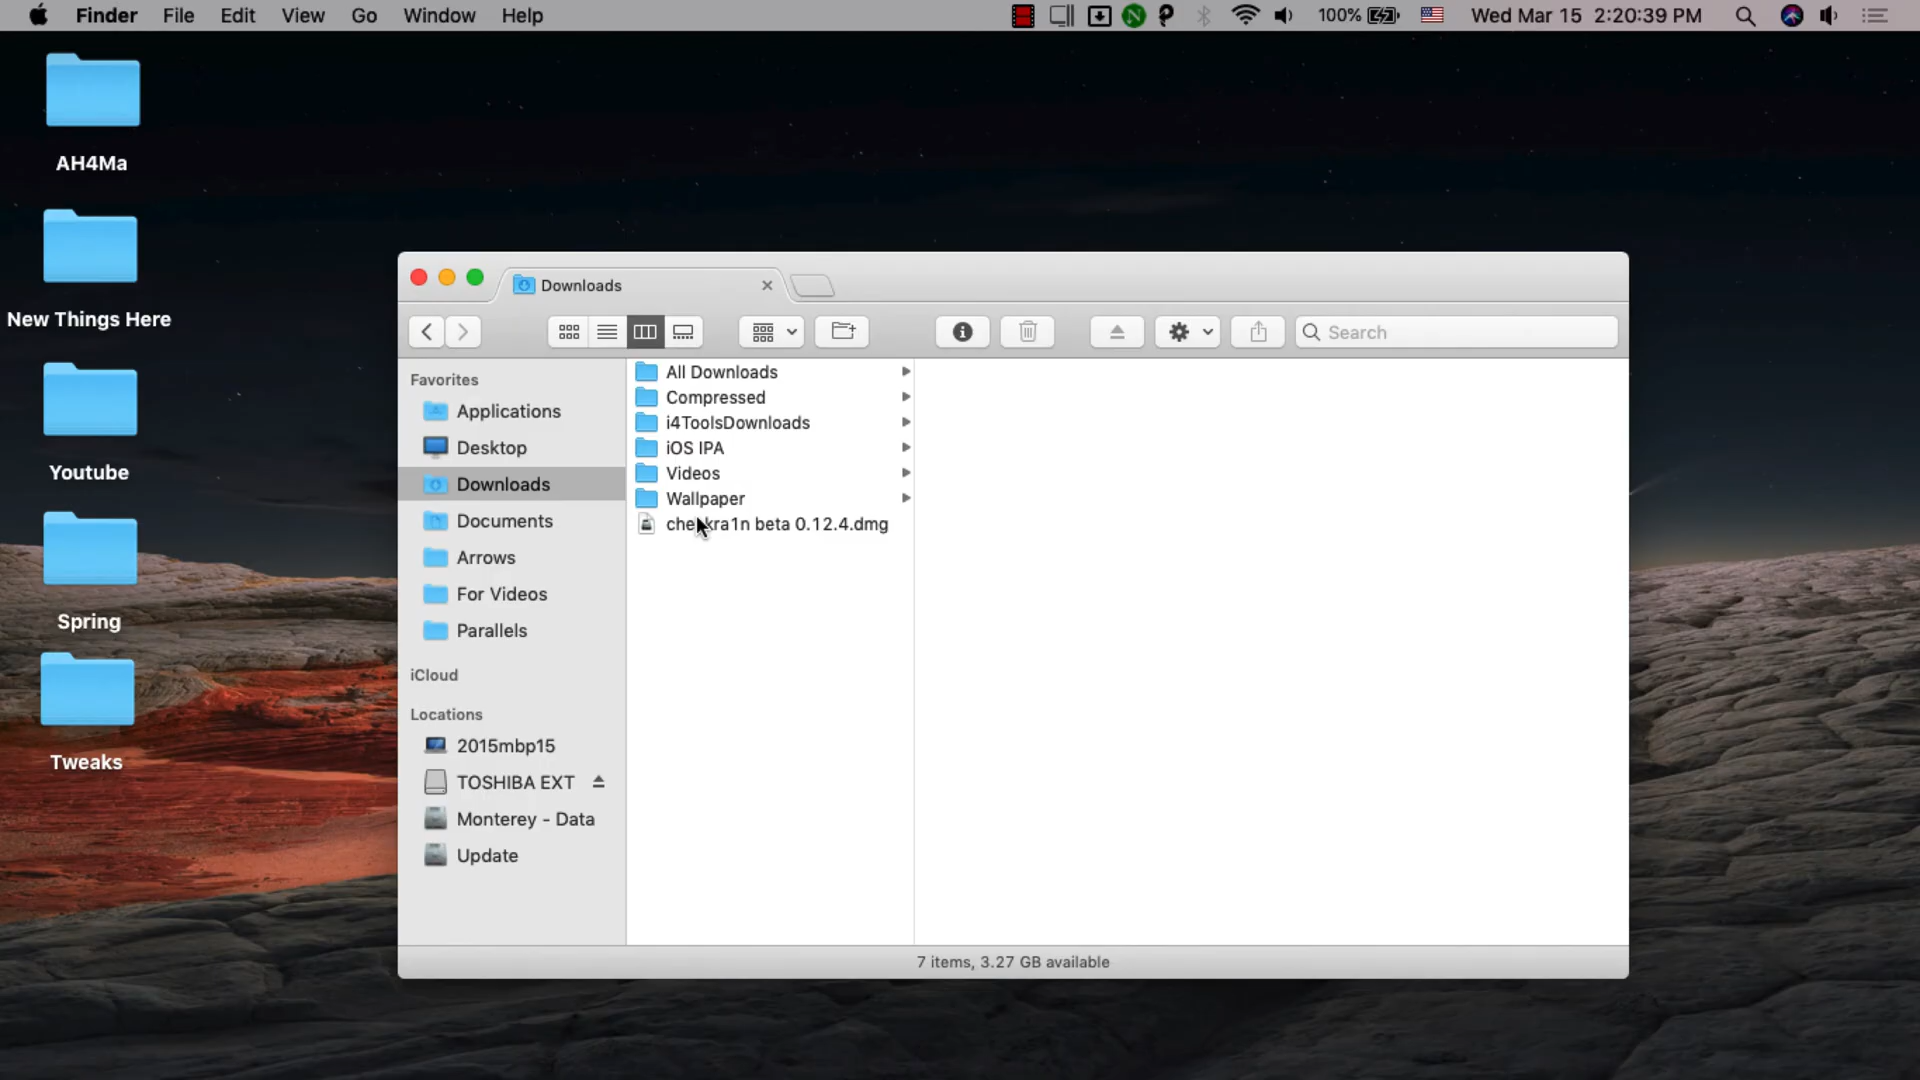 Finder File Edit View Go Window Help 100% Wed Mar 15 2:20:39 PM
AH4Ma
New Things Here
Youtube
Spring
Tweaks
Downloads
Search
Favorites
Applications
Desktop
Downloads
Documents
Arrows
For Videos
Parallels
iCloud
Locations
2015mbp15
TOSHIBA EXT
Monterey - Data
Update
All Downloads
Compressed
i4ToolsDownloads
iOS IPA
Videos
Wallpaper
checkra1n beta 0.12.4.dmg
7 items, 3.27 GB available